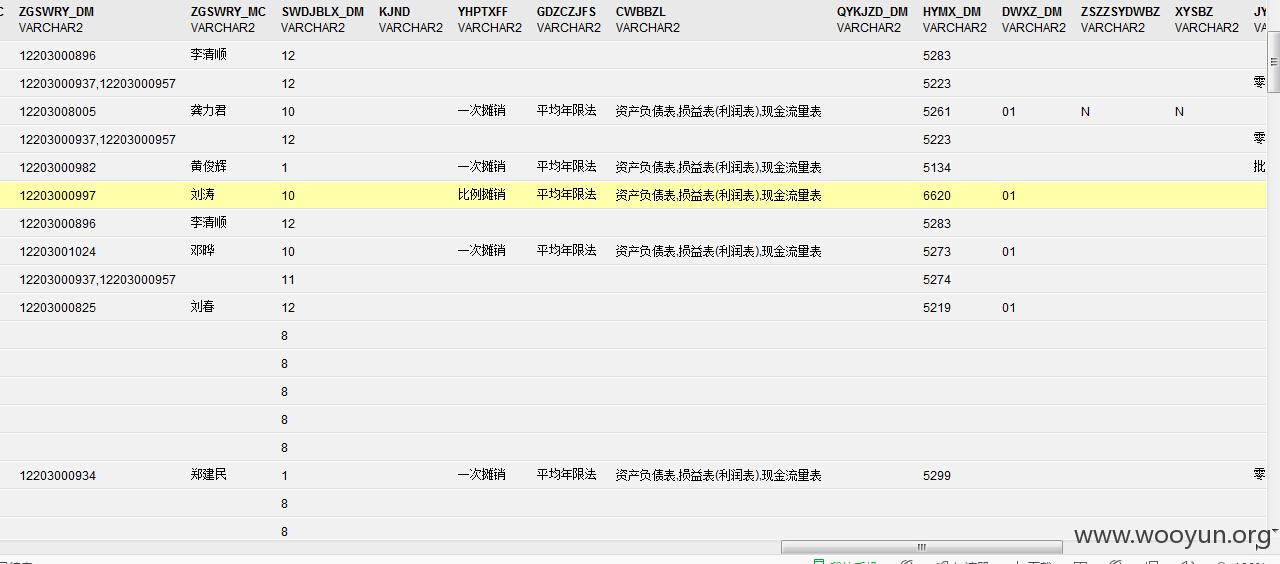 C ZGSWRY_DM ZGSWRY_MC SWDJBLX_DM KJND YHPTXFF GDZCZJFS CWBBZL QYKJZD_DM HYMX_DM DWXZ_DM ZSZZSYDWBZ XYSBZ JY
VARCHAR2 VARCHAR2 VARCHAR2 VARCHAR2 VARCHAR2 VARCHAR2 VARCHAR2 VARCHAR2 VARCHAR2 VARCHAR2 VARCHAR2 VARCHAR2 VA
12203000896 李清顺 12 5283
12203000937,12203000957 12 5223 零
12203008005 龚力君 10 一次摊销 平均年限法 资产负债表,损益表(利润表),现金流量表 5261 01 N N
12203000937,12203000957 12 5223 零
12203000982 黄俊辉 1 一次摊销 平均年限法 资产负债表,损益表(利润表),现金流量表 5134 批
12203000997 刘涛 10 比例摊销 平均年限法 资产负债表,损益表(利润表),现金流量表 6620 01
12203000896 李清顺 12 5283
12203001024 邓晔 10 一次摊销 平均年限法 资产负债表,损益表(利润表),现金流量表 5273 01
12203000937,12203000957 11 5274
12203000825 刘春 12 5219 01
8
8
8
8
8
12203000934 郑建民 1 一次摊销 平均年限法 资产负债表,损益表(利润表),现金流量表 5299 零
8
8
www.wooyun.org